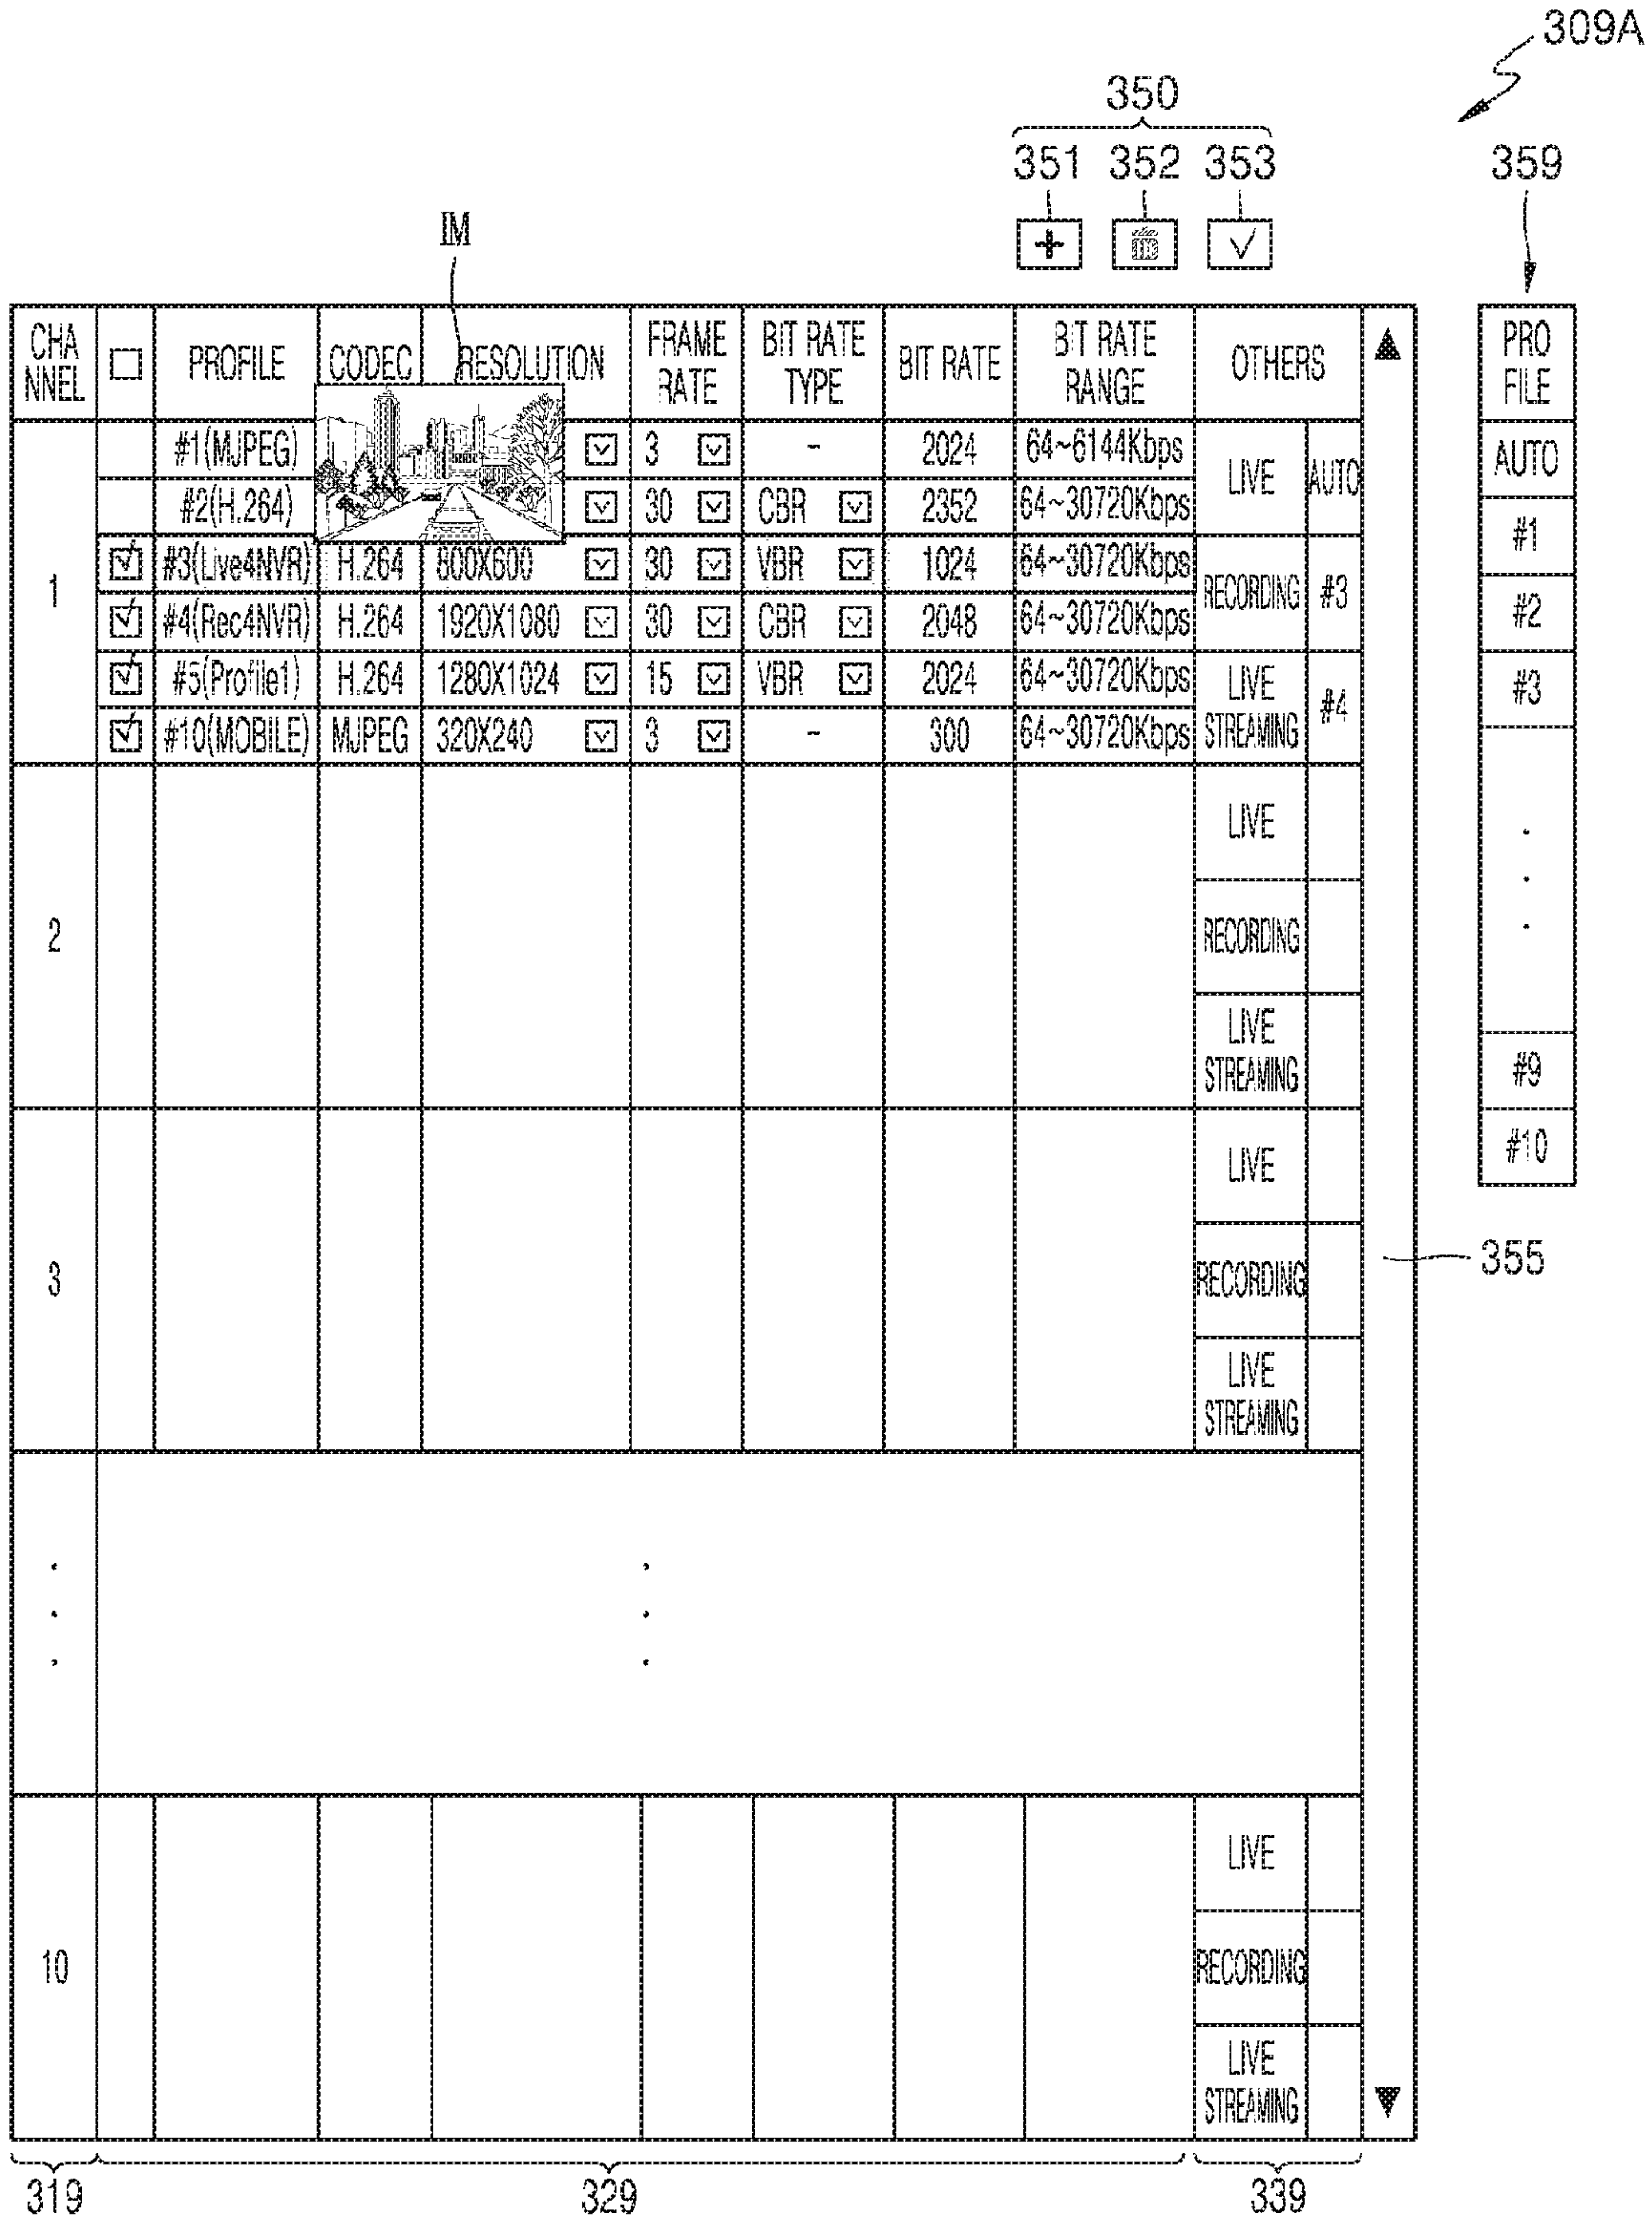 309A
350
351 352 353
359
IM
CHA
NNEL
PROFILE
CODEC
RESOLUTION
FRAME
RATE
BIT RATE
TYPE
BIT RATE
BIT RATE
RANGE
OTHERS
1
#1(MJPEG) 3 - 2024 64~6144Kbps
#2(H.264) 30 CBR 2352 64~30720Kbps
#3(Live4NVR) H.264 800X600 30 VBR 1024 64~30720Kbps
#4(Rec4NVR) H.264 1920X1080 30 CBR 2048 64~30720Kbps
#5(Profile1) H.264 1280X1024 15 VBR 2024 64~30720Kbps
#10(MOBILE) MJPEG 320X240 3 - 300 64~30720Kbps
LIVE AUTO
RECORDING #3
LIVE
STREAMING
#4
2
LIVE
RECORDING
LIVE
STREAMING
3
LIVE
RECORDING
LIVE
STREAMING
10
LIVE
RECORDING
LIVE
STREAMING
PRO
FILE
AUTO
#1
#2
#3
#9
#10
355
319 329 339